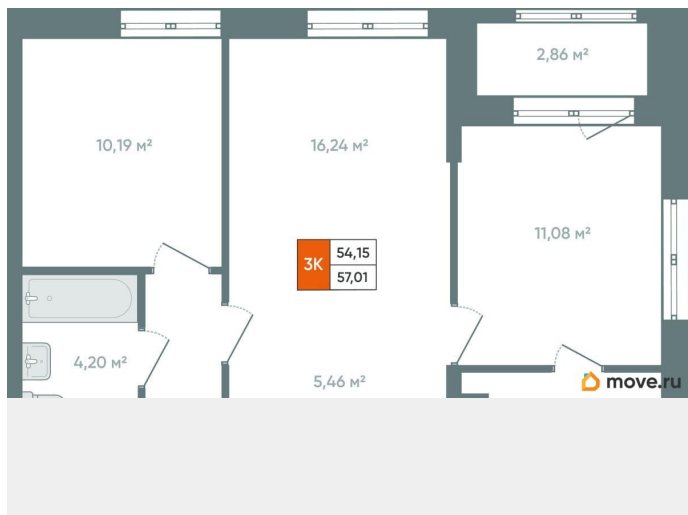 2,86 м²
10,19 м²
16,24 м²
11,08 м²
3К
54,15
57,01
4,20 м²
5,46 м²
move.ru